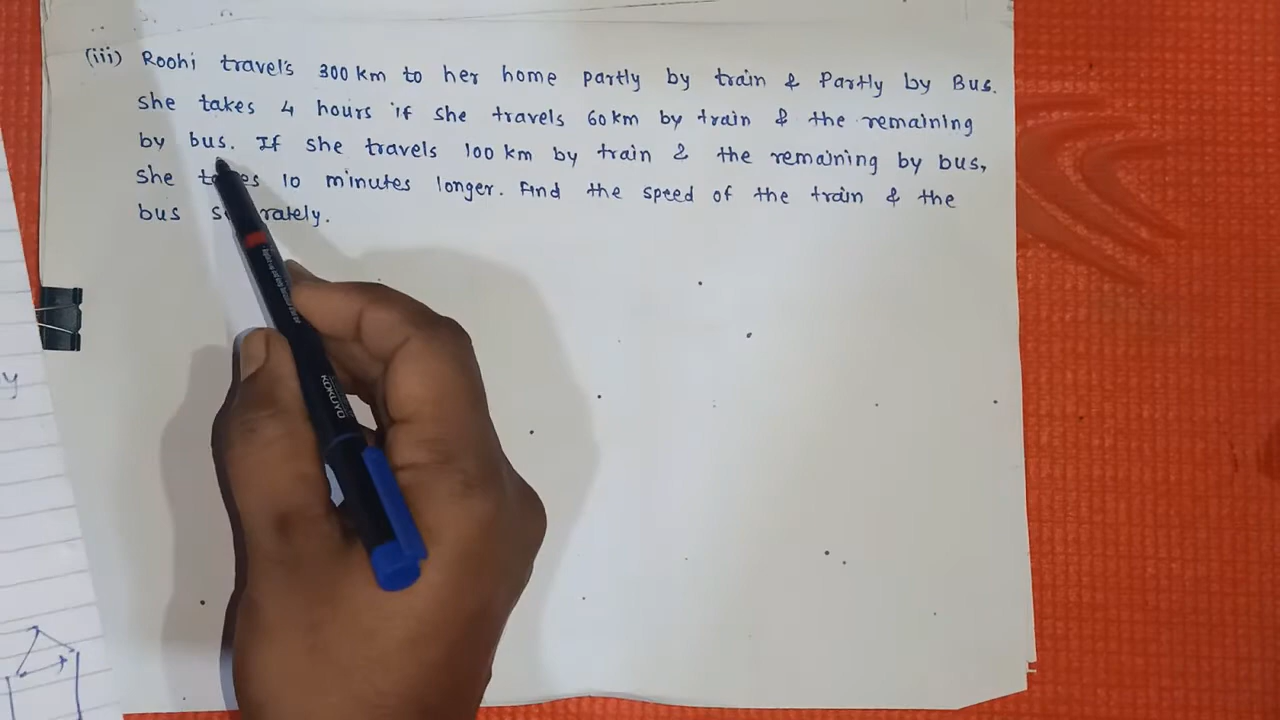 (iii) Roohi travels 300 km to her home partly by train & Partly by Bus.
she takes 4 hours if she travels 60 km by train & the remaining
by bus. If she travels 100 km by train & the remaining by bus,
she 10 minutes longer. Find the speed of the train & the
bus
KOKUYO
y